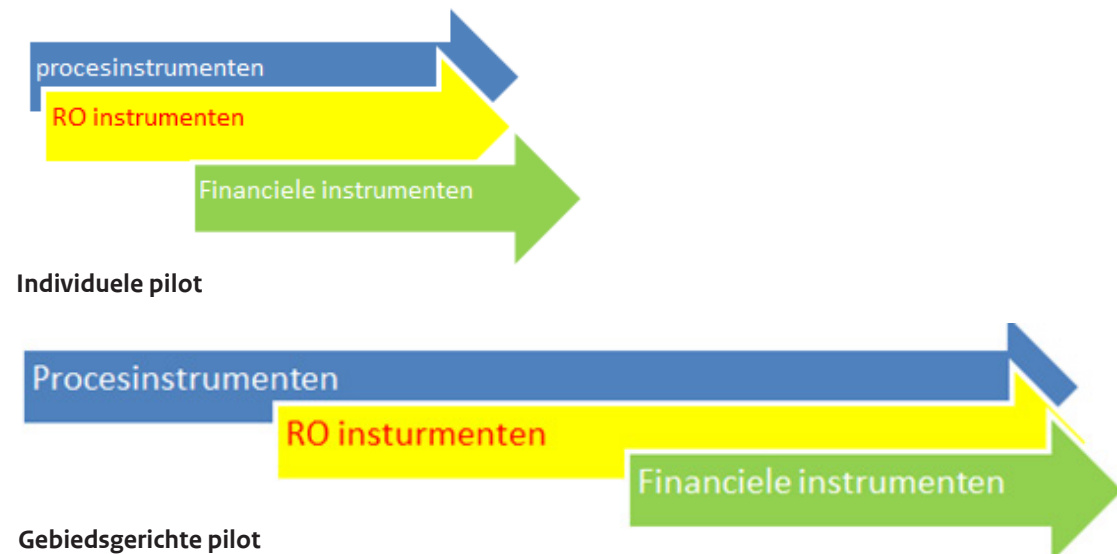 procesinstrumenten
RO instrumenten
Financiele instrumenten
Individuele pilot
Procesinstrumenten
RO insturmenten
Financiele instrumenten
Gebiedsgerichte pilot